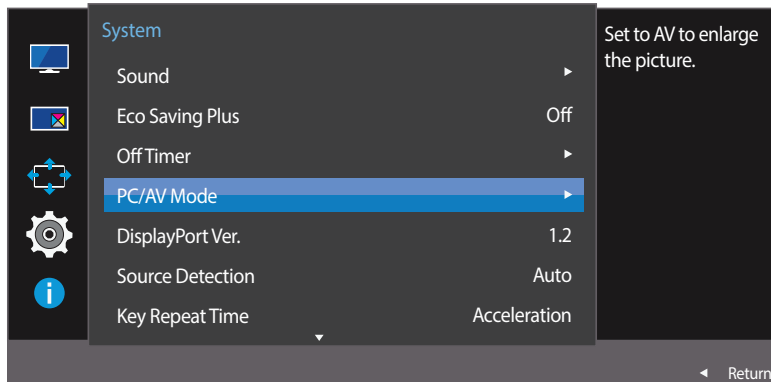 System
Sound
Eco Saving Plus Off
Off Timer
PC/AV Mode
DisplayPort Ver. 1.2
Source Detection Auto
Key Repeat Time Acceleration
Set to AV to enlarge
the picture.
Return